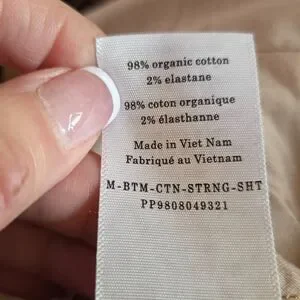 98% organic cotton
2% elastane
98% coton organique
2% élasthanne
Made in Viet Nam
Fabriqué au Vietnam
M-BTM-CTN-STRNG-SHT
PP9808049321